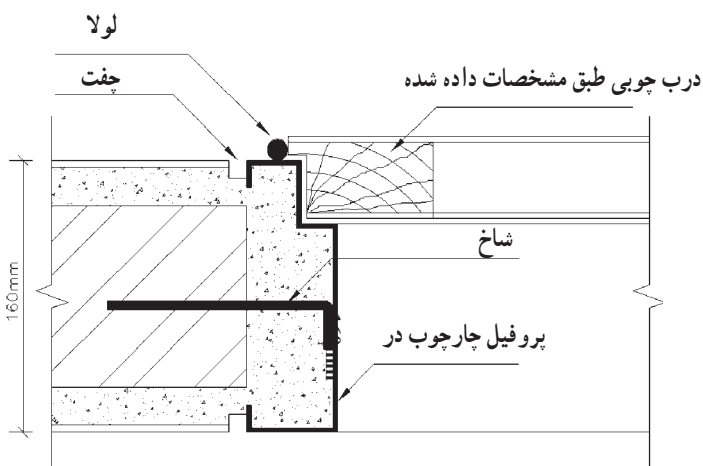 لولا
چفت
درب چوبی طبق مشخصات داده شده
شاخ
پروفیل چارچوب در
160mm